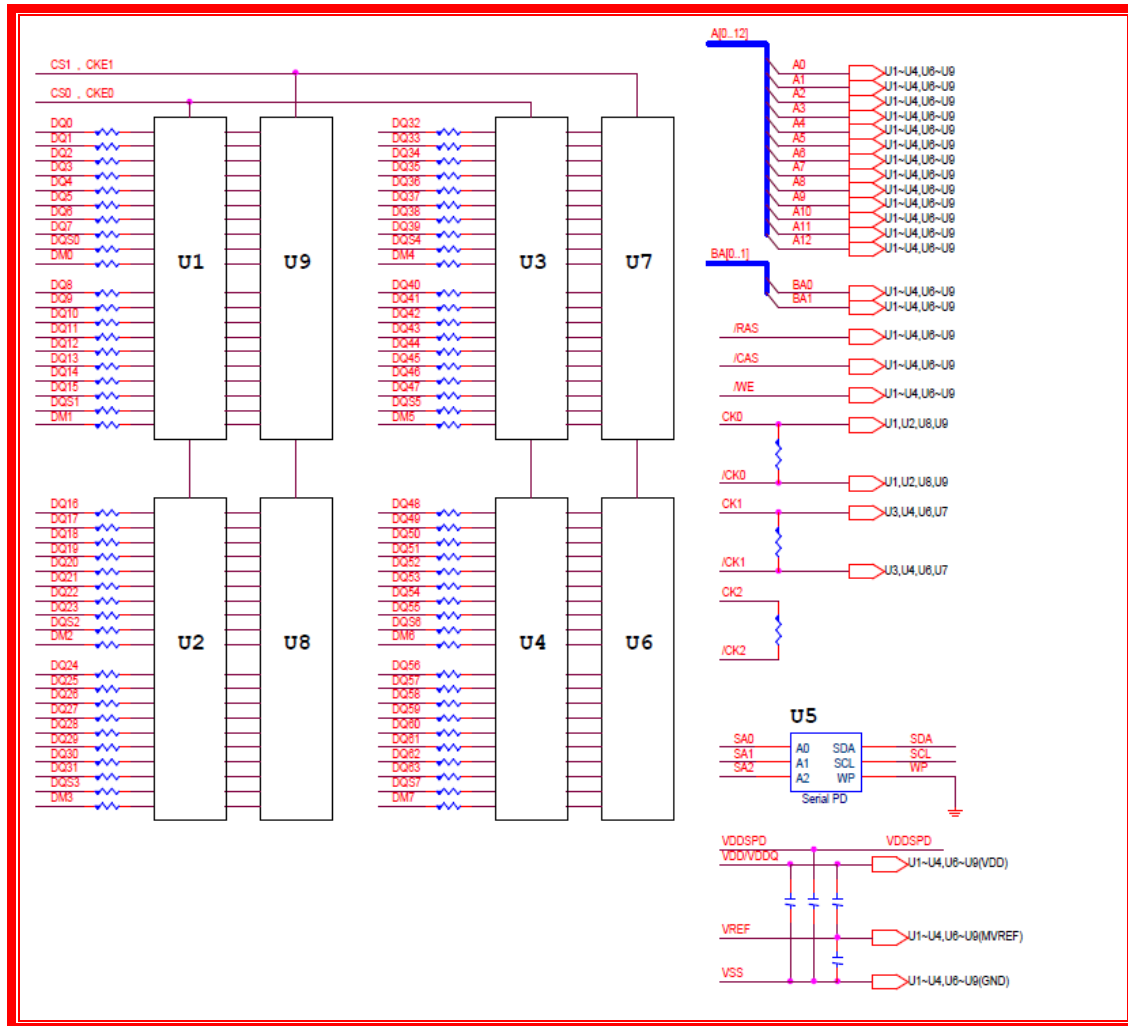 CS1 , CKE1
CS0 , CKE0
DQ0
DQ1
DQ2
DQ3
DQ4
DQ5
DQ6
DQ7
DQS0
DM0
DQ8
DQ9
DQ10
DQ11
DQ12
DQ13
DQ14
DQ15
DQS1
DM1
U1
U9
DQ32
DQ33
DQ34
DQ35
DQ36
DQ37
DQ38
DQ39
DQS4
DM4
DQ40
DQ41
DQ42
DQ43
DQ44
DQ45
DQ46
DQ47
DQS5
DM5
U3
U7
DQ16
DQ17
DQ18
DQ19
DQ20
DQ21
DQ22
DQ23
DQS2
DM2
DQ24
DQ25
DQ26
DQ27
DQ28
DQ29
DQ30
DQ31
DQS3
DM3
U2
U8
DQ48
DQ49
DQ50
DQ51
DQ52
DQ53
DQ54
DQ55
DQS6
DM6
DQ56
DQ57
DQ58
DQ59
DQ60
DQ61
DQ62
DQ63
DQS7
DM7
U4
U6
A[0..12]
A0 U1~U4,U6~U9
A1 U1~U4,U6~U9
A2 U1~U4,U6~U9
A3 U1~U4,U6~U9
A4 U1~U4,U6~U9
A5 U1~U4,U6~U9
A6 U1~U4,U6~U9
A7 U1~U4,U6~U9
A8 U1~U4,U6~U9
A9 U1~U4,U6~U9
A10 U1~U4,U6~U9
A11 U1~U4,U6~U9
A12 U1~U4,U6~U9
BA[0..1]
BA0 U1~U4,U6~U9
BA1 U1~U4,U6~U9
/RAS U1~U4,U6~U9
/CAS U1~U4,U6~U9
/WE U1~U4,U6~U9
CK0 U1,U2,U8,U9
/CK0 U1,U2,U8,U9
CK1 U3,U4,U6,U7
/CK1 U3,U4,U6,U7
CK2
/CK2
U5
SA0 A0 SDA SDA
SA1 A1 SCL SCL
SA2 A2 WP WP
Serial PD
VDDSPD VDDSPD
VDD/VDDQ U1~U4,U6~U9(VDD)
VREF U1~U4,U6~U9(MVREF)
VSS U1~U4,U6~U9(GND)